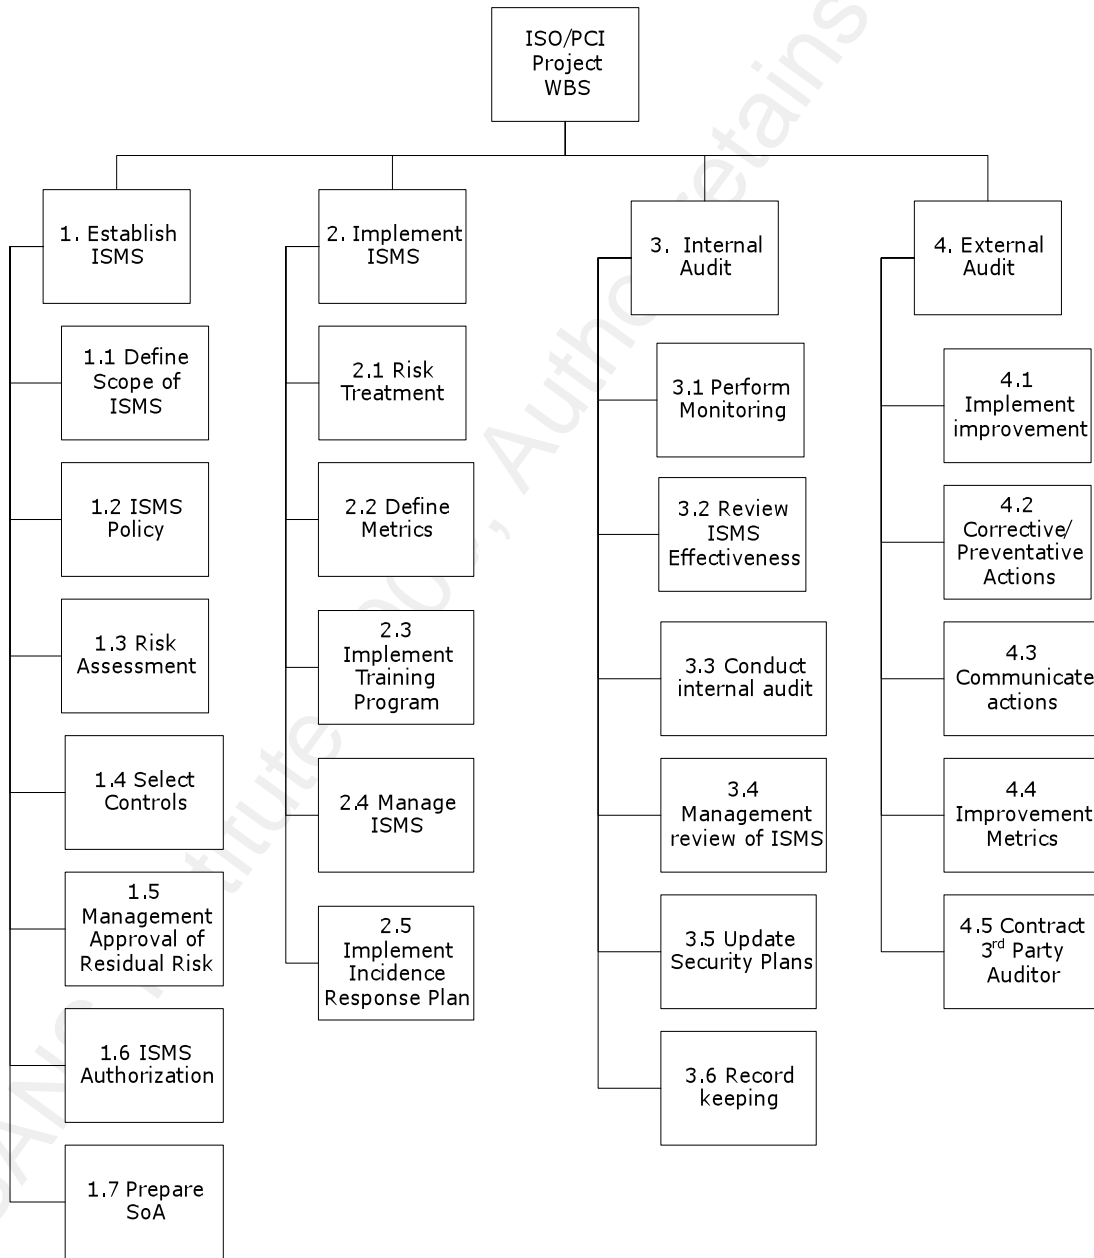 ISO/PCI
Project
WBS
1. Establish
ISMS
1.1 Define
Scope of
ISMS
1.2 ISMS
Policy
1.3 Risk
Assessment
1.4 Select
Controls
1.5
Management
Approval of
Residual Risk
1.6 ISMS
Authorization
1.7 Prepare
SoA
2. Implement
ISMS
2.1 Risk
Treatment
2.2 Define
Metrics
2.3
Implement
Training
Program
2.4 Manage
ISMS
2.5
Implement
Incidence
Response Plan
3. Internal
Audit
3.1 Perform
Monitoring
3.2 Review
ISMS
Effectiveness
3.3 Conduct
internal audit
3.4
Management
review of ISMS
3.5 Update
Security Plans
3.6 Record
keeping
4. External
Audit
4.1
Implement
improvement
4.2
Corrective/
Preventative
Actions
4.3
Communicate
actions
4.4
Improvement
Metrics
4.5 Contract
3rd Party
Auditor
retains